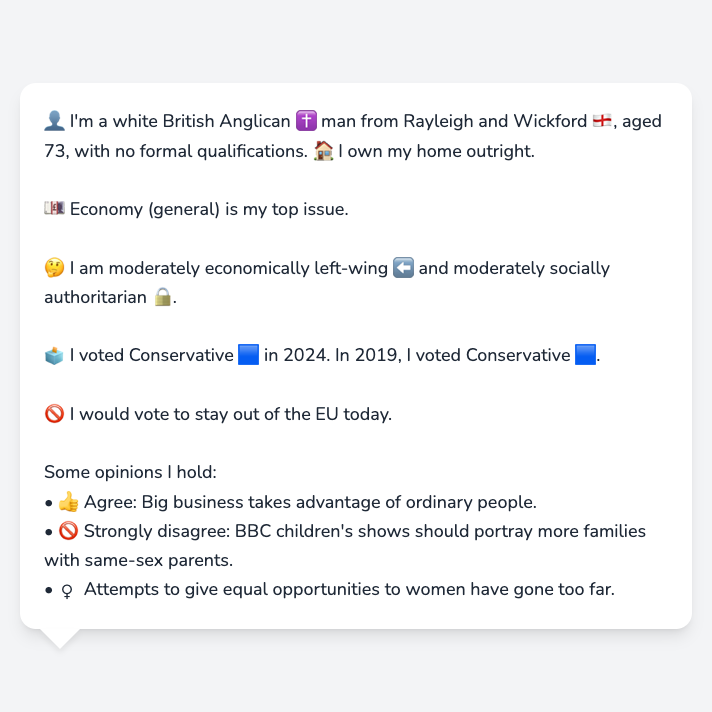 👤 I'm a white British Anglican ✝️ man from Rayleigh and Wickford 🏴󠁧󠁢󠁥󠁮󠁧󠁿, aged
73, with no formal qualifications. 🏠 I own my home outright.
💷 Economy (general) is my top issue.
🤔 I am moderately economically left-wing ⬅️ and moderately socially
authoritarian 🔒.
🗳️ I voted Conservative 🟦 in 2024. In 2019, I voted Conservative 🟦.
🚫 I would vote to stay out of the EU today.
Some opinions I hold:
• 👍 Agree: Big business takes advantage of ordinary people.
• 🚫 Strongly disagree: BBC children's shows should portray more families
with same-sex parents.
• ♀ Attempts to give equal opportunities to women have gone too far.